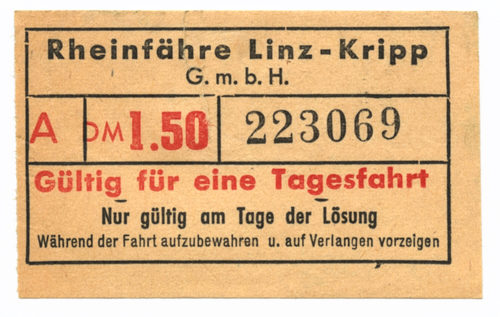 Rheinfähre Linz-Kripp
G.m.b.H.
A DM 1.50 223069
Gültig für eine Tagesfahrt
Nur gültig am Tage der Lösung
Während der Fahrt aufzubewahren u. auf Verlangen vorzeigen